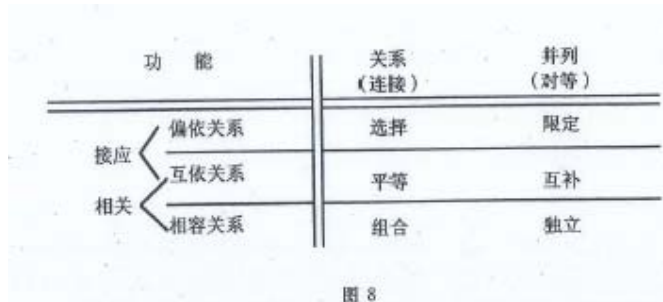 功 能 关系 并列
(连接) (对等)
偏依关系 选择 限定
接应
互依关系 平等 互补
相关
相容关系 组合 独立
图 8